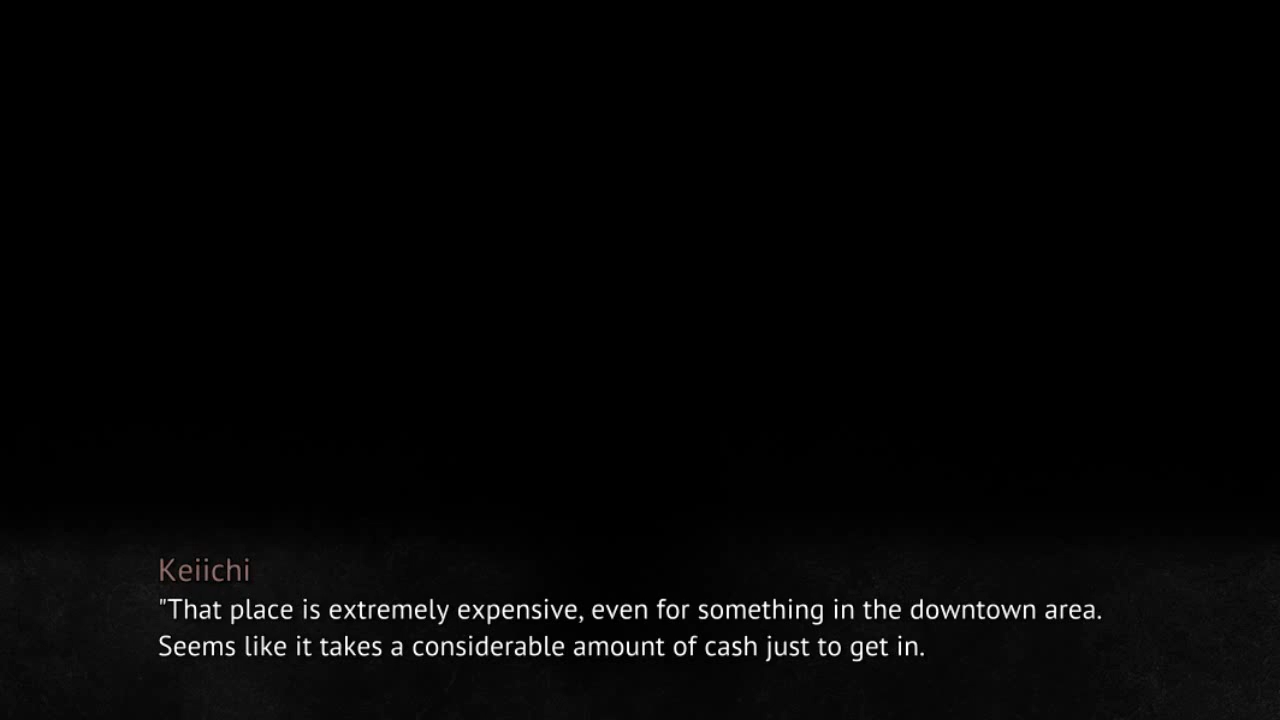 Keiichi
"That place is extremely expensive, even for something in the downtown area.
Seems like it takes a considerable amount of cash just to get in.